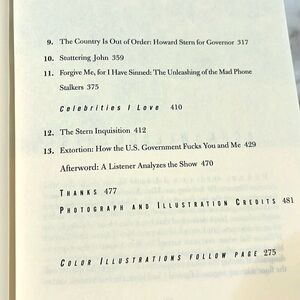 9. The Country Is Out of Order: Howard Stern for Governor 317
10. Stuttering John 359
11. Forgive Me, for I Have Sinned: The Unleashing of the Mad Phone
Stalkers 375
Celebrities I Love 410
12. The Stern Inquisition 412
13. Extortion: How the U.S. Government Fucks You and Me 429
Afterword: A Listener Analyzes the Show 470
THANKS 477
PHOTOGRAPH AND ILLUSTRATION CREDITS 481
COLOR ILLUSTRATIONS FOLLOW PAGE 275